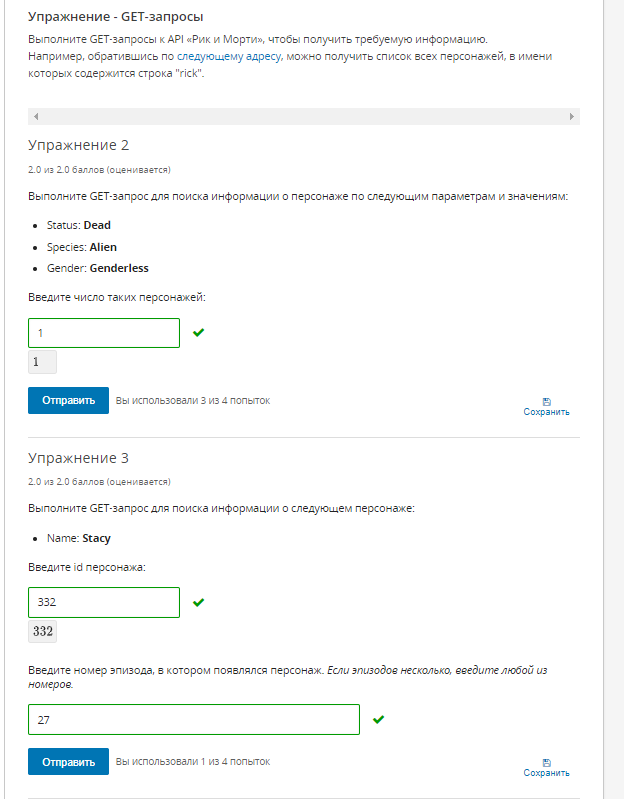 Упражнение - GET-запросы
Выполните GET-запросы к API «Рик и Морти», чтобы получить требуемую информацию.
Например, обратившись по следующему адресу, можно получить список всех персонажей, в имени
которых содержится строка "rick".
Упражнение 2
2.0 из 2.0 баллов (оценивается)
Выполните GET-запрос для поиска информации о персонаже по следующим параметрам и значениям:
Status: Dead
Species: Alien
Gender: Genderless
Введите число таких персонажей:
1
1
Отправить Вы использовали 3 из 4 попыток
Сохранить
Упражнение 3
2.0 из 2.0 баллов (оценивается)
Выполните GET-запрос для поиска информации о следующем персонаже:
Name: Stacy
Введите id персонажа:
332
332
Введите номер эпизода, в котором появлялся персонаж. Если эпизодов несколько, введите любой из
номеров.
27
Отправить Вы использовали 1 из 4 попыток
Сохранить